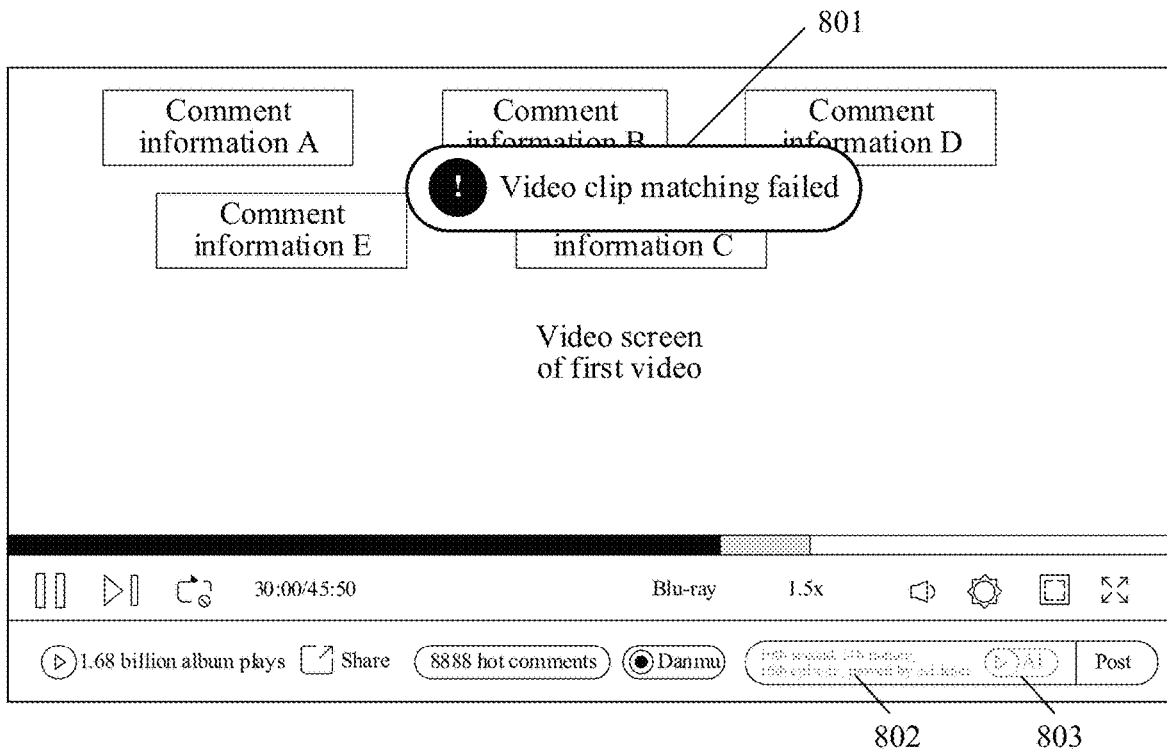 801
Comment
information A
Comment
information B
Comment
information D
! Video clip matching failed
Comment
information E
information C
Video screen
of first video
30:00/45:50
Blu-ray
1.5x
1.68 billion album plays
Share
8888 hot comments
Danmu
AI
Post
802
803